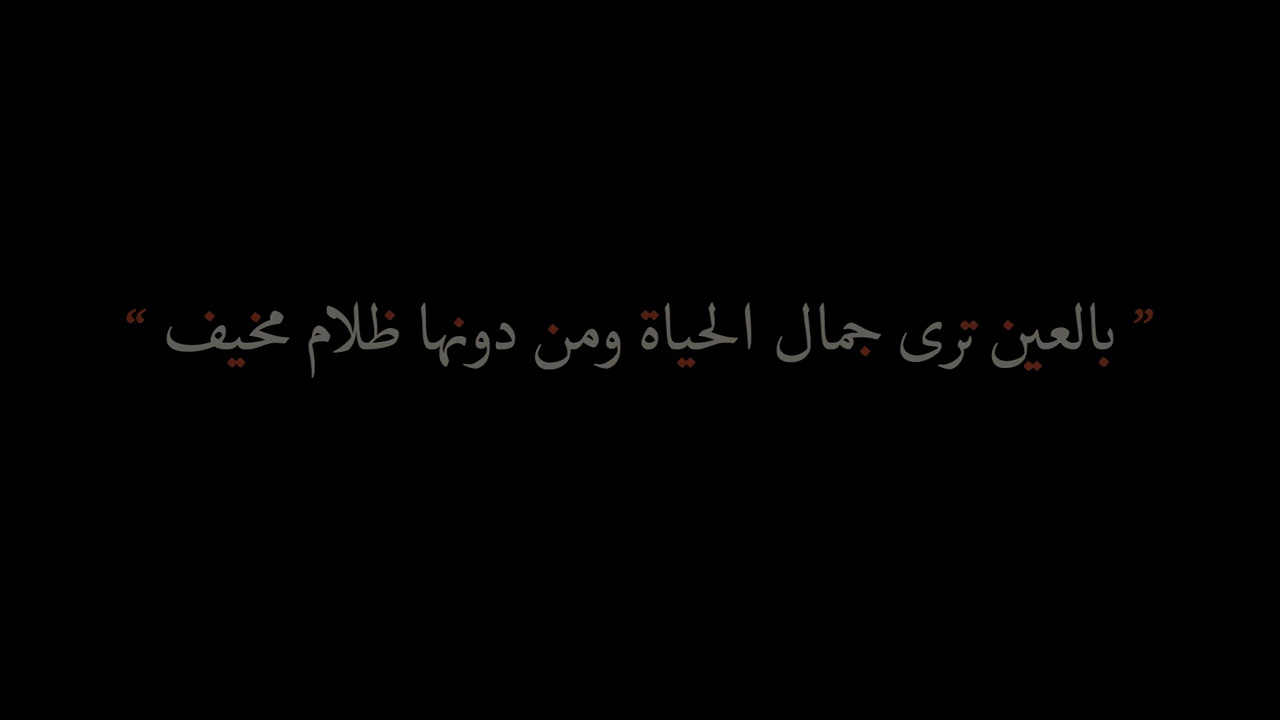 ” بالعين ترى جمال الحياة ومن دونها ظلام مخيف “